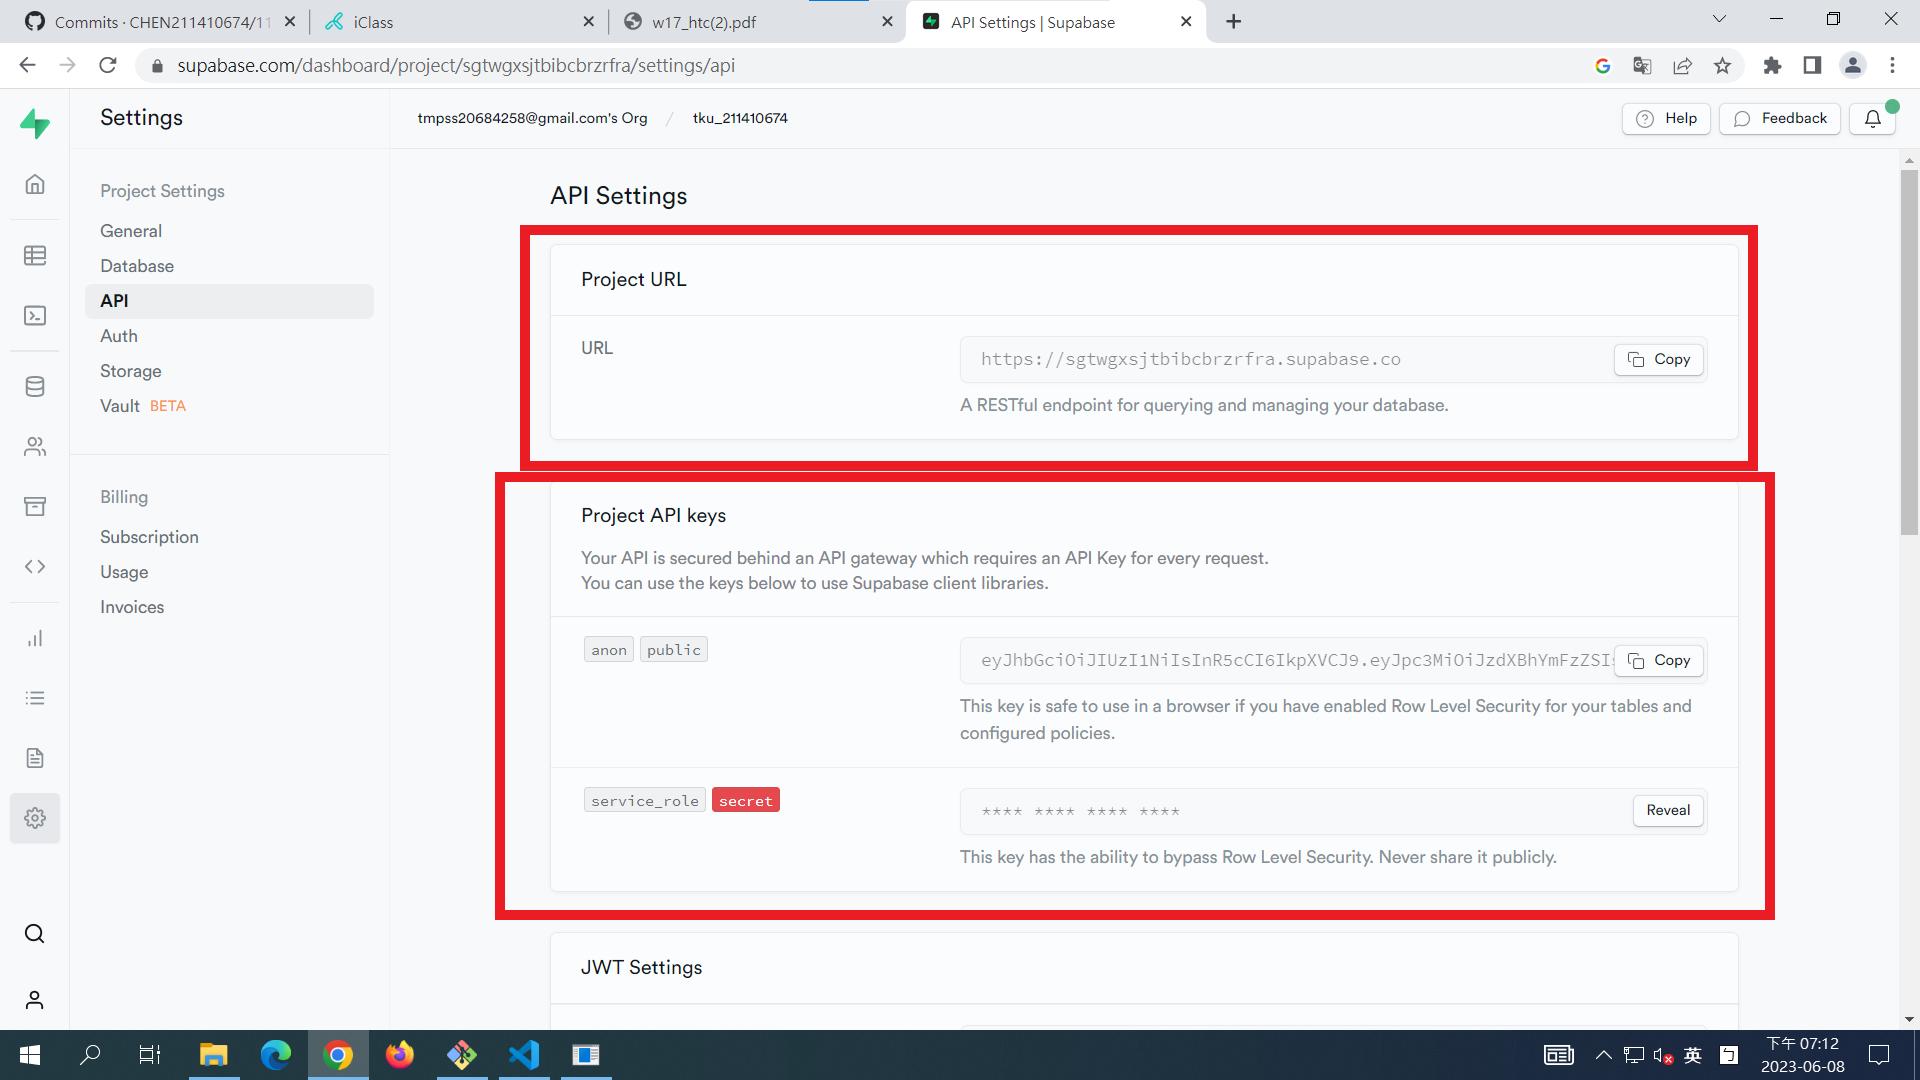 Commits · CHEN211410674/11
iClass
w17_htc(2).pdf
API Settings | Supabase
supabase.com/dashboard/project/sgtwgxsjtbibcbrzrfra/settings/api
Settings
tmpss20684258@gmail.com's Org / tku_211410674
Help
Feedback
Project Settings
General
Database
API
Auth
Storage
Vault BETA
Billing
Subscription
Usage
Invoices
API Settings
Project URL
URL
https://sgtwgxsjtbibcbrzrfra.supabase.co
Copy
A RESTful endpoint for querying and managing your database.
Project API keys
Your API is secured behind an API gateway which requires an API Key for every request.
You can use the keys below to use Supabase client libraries.
anon public
eyJhbGciOiJIUzI1NiIsInR5cCI6IkpXVCJ9.eyJpc3MiOiJzdXBhYmFzZSIs
Copy
This key is safe to use in a browser if you have enabled Row Level Security for your tables and
configured policies.
service_role secret
**** **** **** ****
Reveal
This key has the ability to bypass Row Level Security. Never share it publicly.
JWT Settings
英
下午 07:12
2023-06-08